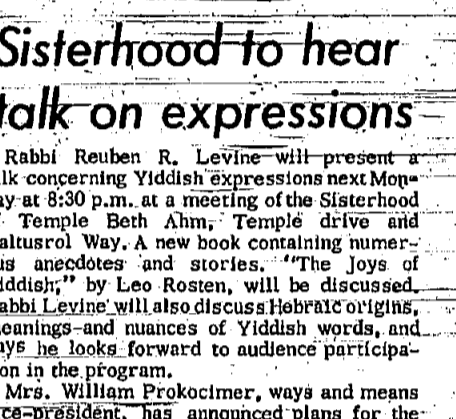 Sisterhood to hear
talk on expressions
Rabbi Reuben R. Levine will present a
lk concerning Yiddish expressions next Mon-
ay at 8:30 p.m. at a meeting of the Sisterhood
Temple Beth Ahm, Temple drive and
altusrol Way. A new book containing numer-
us anecdotes and stories. "The Joys of
iddish," by Leo Rosten, will be discussed.
abbi Levine will also discuss Hebraic origins,
eanings and nuances of Yiddish words, and
ays he looks forward to audience participa-
on in the program.
Mrs. William Prokocimer, ways and means
ce-president, has announced plans for the